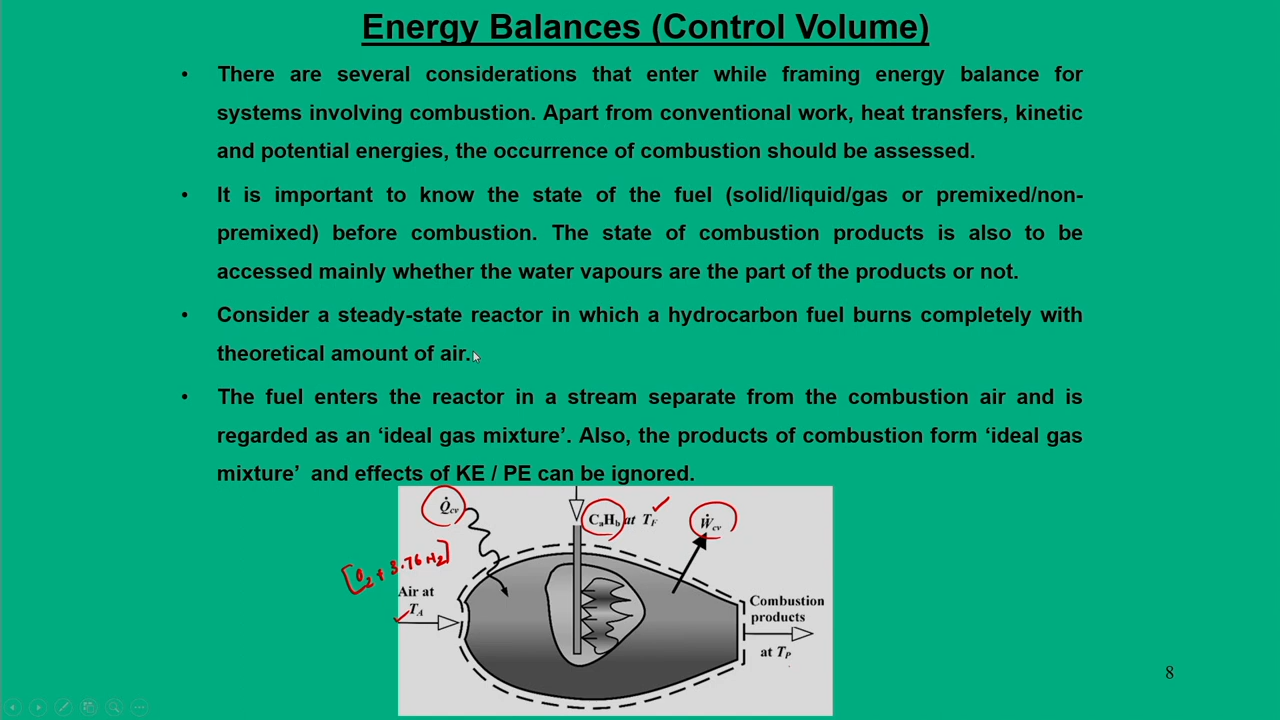 Energy Balances (Control Volume)
• There are several considerations that enter while framing energy balance for
systems involving combustion. Apart from conventional work, heat transfers, kinetic
and potential energies, the occurrence of combustion should be assessed.
• It is important to know the state of the fuel (solid/liquid/gas or premixed/non-
premixed) before combustion. The state of combustion products is also to be
accessed mainly whether the water vapours are the part of the products or not.
• Consider a steady-state reactor in which a hydrocarbon fuel burns completely with
theoretical amount of air.
• The fuel enters the reactor in a stream separate from the combustion air and is
regarded as an ‘ideal gas mixture’. Also, the products of combustion form ‘ideal gas
mixture’ and effects of KE / PE can be ignored.
Q̇cv
CaHb at TF
Ẇcv
[O2 + 3.76 N2]
Air at
TA
Combustion
products
at TP
8